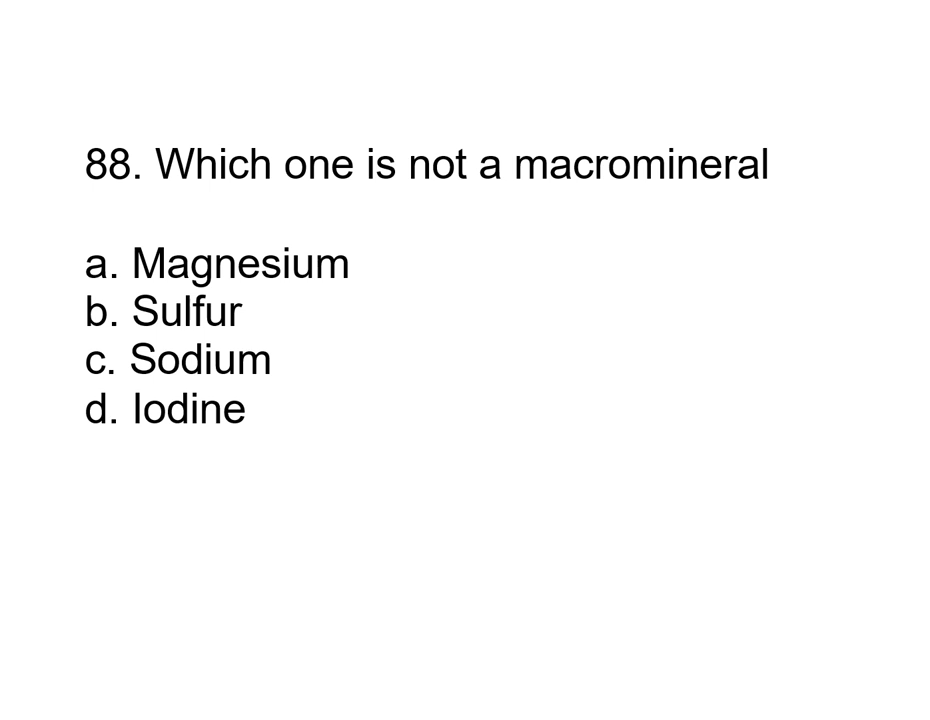 88. Which one is not a macromineral
a. Magnesium
b. Sulfur
c. Sodium
d. Iodine